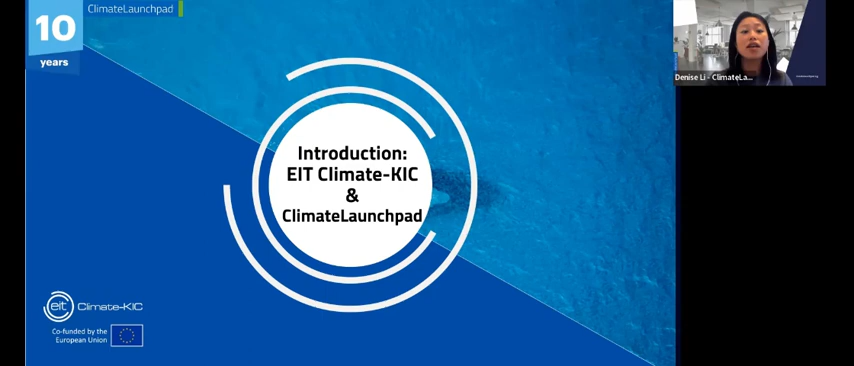 10
years
ClimateLaunchpad
Introduction:
EIT Climate-KIC
&
ClimateLaunchpad
eit Climate-KIC
Co-funded by the
European Union
Denise Li - ClimateLa...